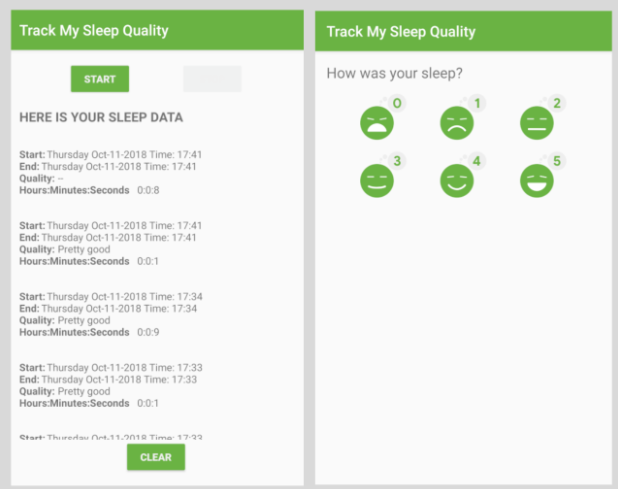 Track My Sleep Quality
START
HERE IS YOUR SLEEP DATA
Start: Thursday Oct-11-2018 Time: 17:41
End: Thursday Oct-11-2018 Time: 17:41
Quality: --
Hours:Minutes:Seconds 0:0:8
Start: Thursday Oct-11-2018 Time: 17:41
End: Thursday Oct-11-2018 Time: 17:41
Quality: Pretty good
Hours:Minutes:Seconds 0:0:1
Start: Thursday Oct-11-2018 Time: 17:34
End: Thursday Oct-11-2018 Time: 17:34
Quality: Pretty good
Hours:Minutes:Seconds 0:0:9
Start: Thursday Oct-11-2018 Time: 17:33
End: Thursday Oct-11-2018 Time: 17:33
Quality: Pretty good
Hours:Minutes:Seconds 0:0:1
Start: Thursday Oct-11-2018 Time: 17:33
CLEAR
Track My Sleep Quality
How was your sleep?
0 1 2
3 4 5